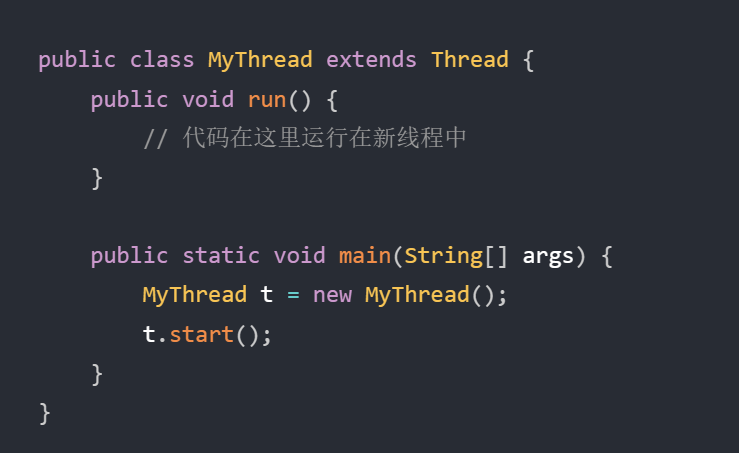 public class MyThread extends Thread {
    public void run() {
        // 代码在这里运行在新线程中
    }

    public static void main(String[] args) {
        MyThread t = new MyThread();
        t.start();
    }
}